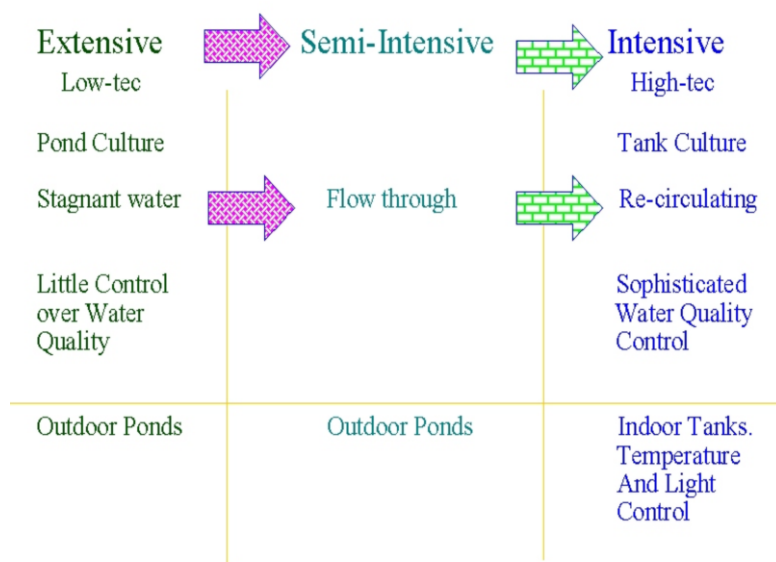 Extensive Semi-Intensive Intensive
Low-tec High-tec
Pond Culture Tank Culture
Stagnant water Flow through Re-circulating
Little Control Sophisticated
over Water Water Quality
Quality Control
Outdoor Ponds Outdoor Ponds Indoor Tanks.
Temperature
And Light
Control